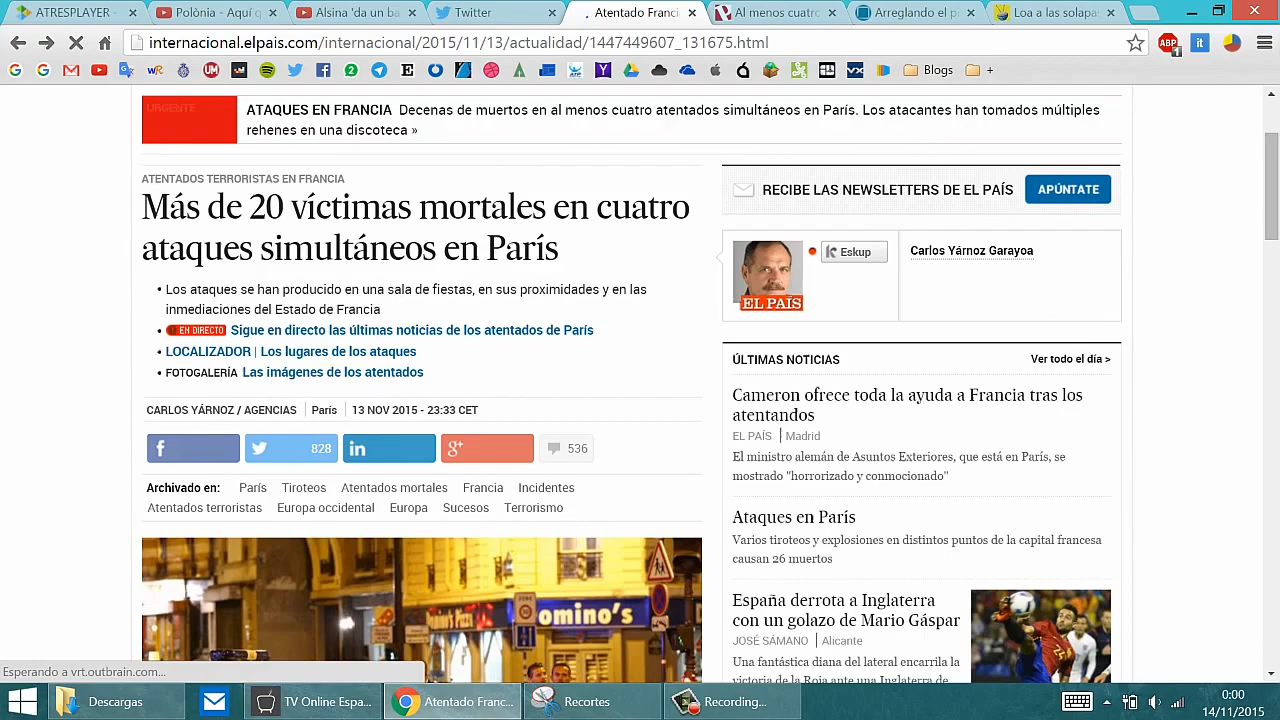 ATRESPLAYER -
Polònia - Aquí
Alsina 'da un ba
Twitter
Atentado Franci
Al menos cuatro
Arreglando el p
Loa a las solapas
internacional.elpais.com/internacional/2015/11/13/actualidad/1447449607_131675.html
ABP
1
it
Blogs
+
URGENTE
ATAQUES EN FRANCIA Decenas de muertos en al menos cuatro atentados simultáneos en París. Los atacantes han tomados múltiples
rehenes en una discoteca »
ATENTADOS TERRORISTAS EN FRANCIA
Más de 20 víctimas mortales en cuatro
ataques simultáneos en París
• Los ataques se han producido en una sala de fiestas, en sus proximidades y en las
inmediaciones del Estado de Francia
• EN DIRECTO Sigue en directo las últimas noticias de los atentados de París
• LOCALIZADOR | Los lugares de los ataques
• FOTOGALERÍA Las imágenes de los atentados
CARLOS YÁRNOZ / AGENCIAS | París | 13 NOV 2015 - 23:33 CET
828
536
Archivado en: París Tiroteos Atentados mortales Francia Incidentes
Atentados terroristas Europa occidental Europa Sucesos Terrorismo
omino's
RECIBE LAS NEWSLETTERS DE EL PAÍS
APÚNTATE
EL PAÍS
Eskup
Carlos Yárnoz Garayoa
ÚLTIMAS NOTICIAS
Ver todo el día >
Cameron ofrece toda la ayuda a Francia tras los
atentandos
EL PAÍS | Madrid
El ministro alemán de Asuntos Exteriores, que está en París, se
mostrado "horrorizado y conmocionado"
Ataques en París
Varios tiroteos y explosiones en distintos puntos de la capital francesa
causan 26 muertos
España derrota a Inglaterra
con un golazo de Mario Gáspar
JOSÉ SÁMANO | Alicante
Una fantástica diana del lateral encarrila la
victoria de la Roja ante una Inglaterra de
Esperando a vrt.outbrain.com...
Descargas
TV Online Espa...
Atentado Franc...
Recortes
Recording...
0:00
14/11/2015